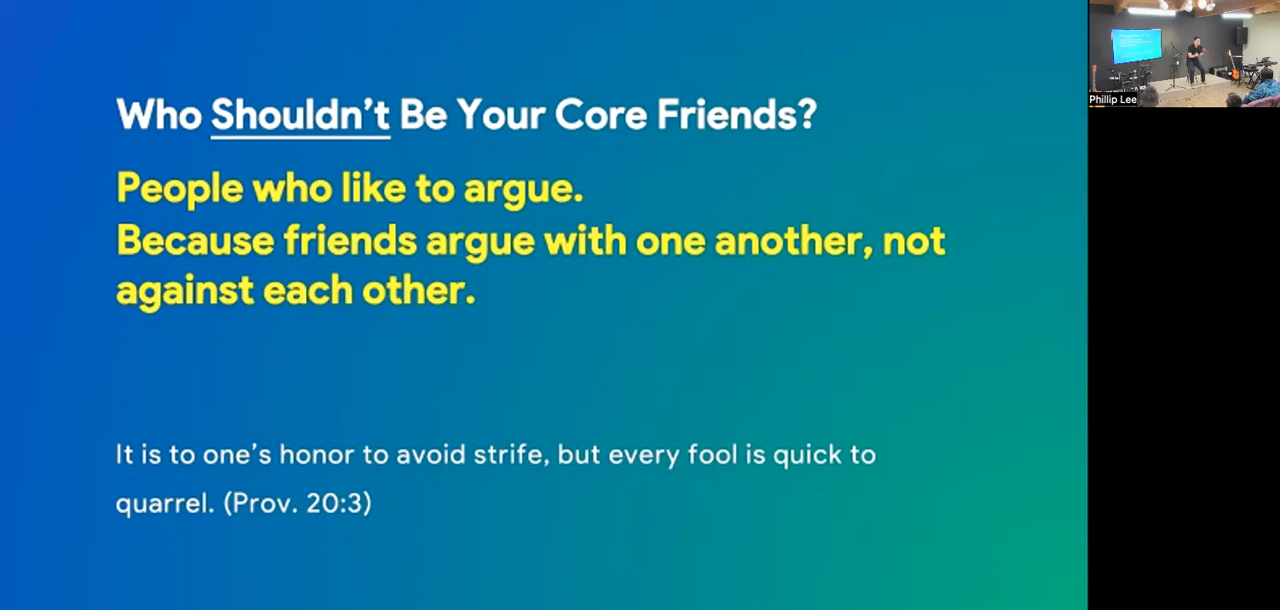 Who Shouldn’t Be Your Core Friends?
People who like to argue.
Because friends argue with one another, not
against each other.
It is to one’s honor to avoid strife, but every fool is quick to
quarrel. (Prov. 20:3)
Phillip Lee